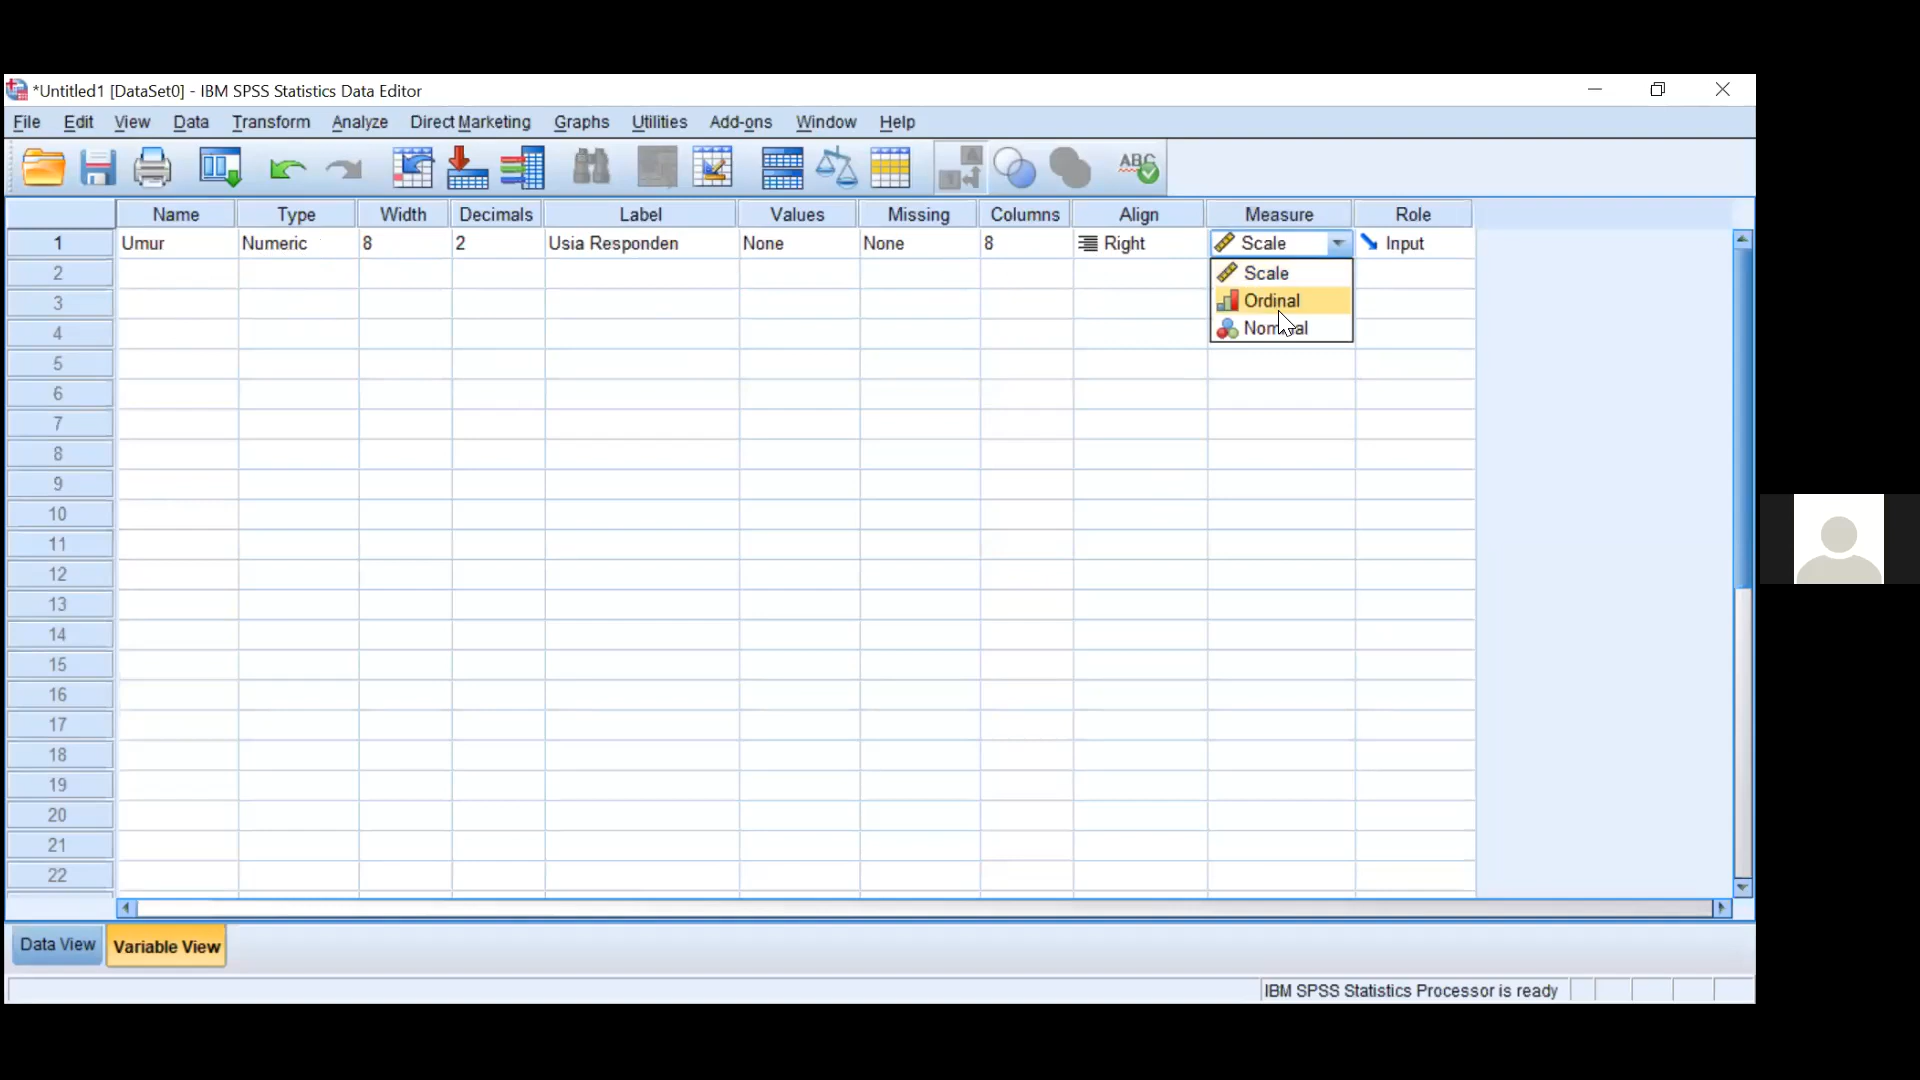 *Untitled1 [DataSet0] - IBM SPSS Statistics Data Editor
File Edit View Data Transform Analyze Direct Marketing Graphs Utilities Add-ons Window Help
A
1
ABC
Name Type Width Decimals Label Values Missing Columns Align Measure Role
1 Umur Numeric 8 2 Usia Responden None None 8 Right Scale Input
2 Scale
3 Ordinal
4
5
6
7
8
9
10
11
12
13
14
15
16
17
18
19
20
21
22
Data View Variable View
IBM SPSS Statistics Processor is ready